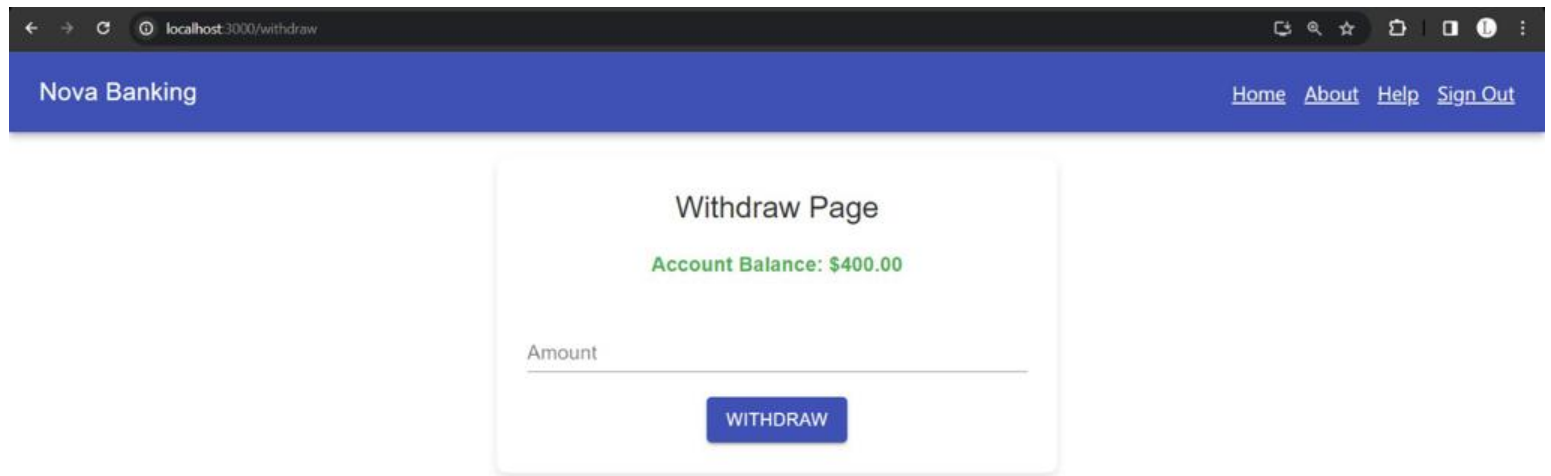 localhost:3000/withdraw
L
Nova Banking
Home About Help Sign Out
Withdraw Page
Account Balance: $400.00
Amount
WITHDRAW